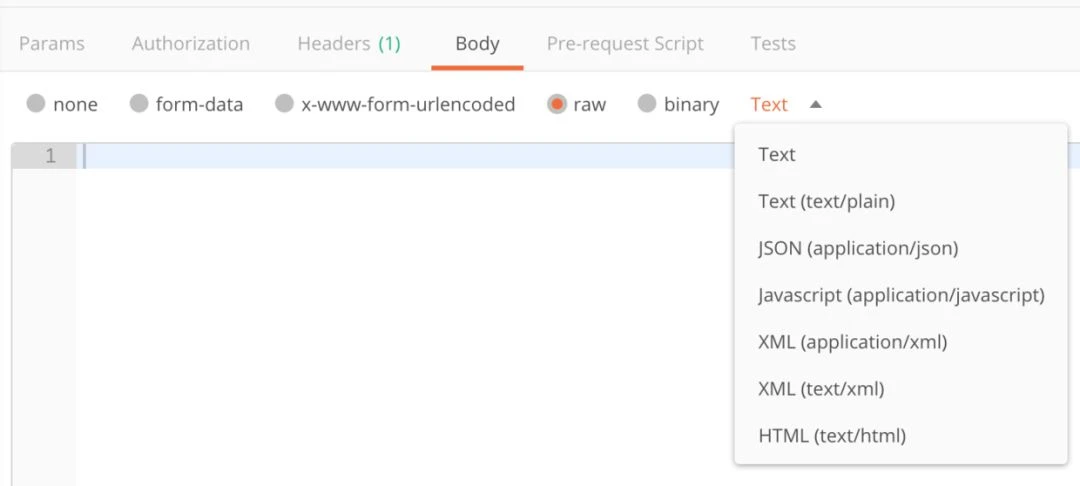 Params Authorization Headers (1) Body Pre-request Script Tests
none form-data x-www-form-urlencoded raw binary Text
1
Text
Text (text/plain)
JSON (application/json)
Javascript (application/javascript)
XML (application/xml)
XML (text/xml)
HTML (text/html)